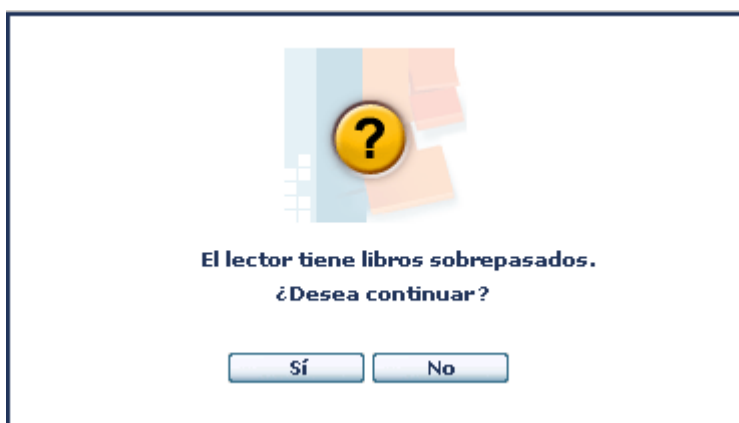 ?
El lector tiene libros sobrepasados.
¿Desea continuar?
Sí No